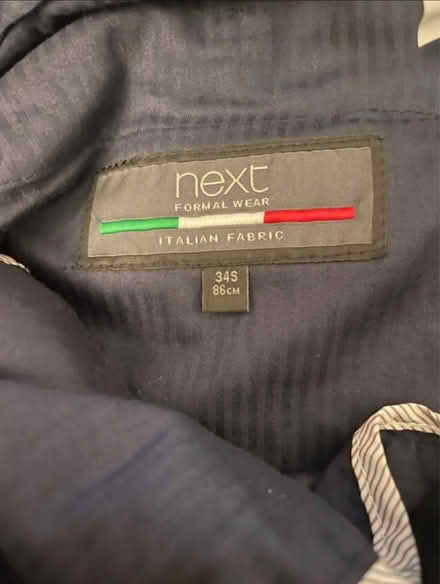 next
FORMAL WEAR
ITALIAN FABRIC
34S
86CM